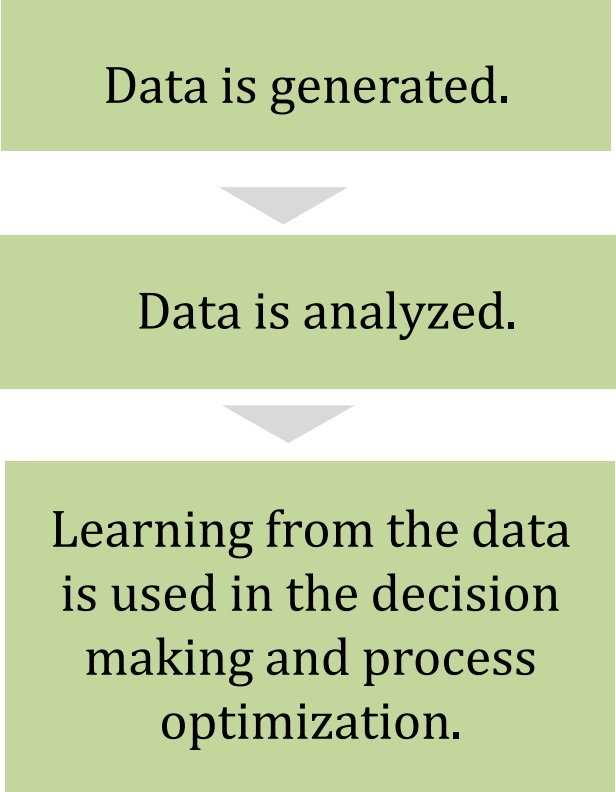 Data is generated.
Data is analyzed.
Learning from the data
is used in the decision
making and process
optimization.